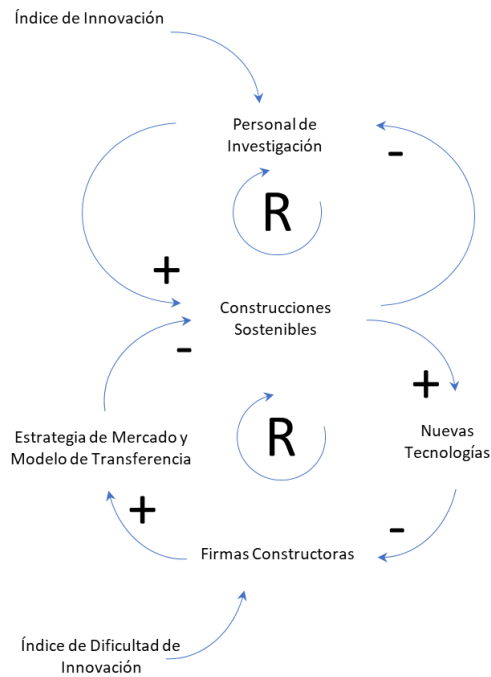 Índice de Innovación
Personal de
Investigación
-
R
+
Construcciones
Sostenibles
-
+
Estrategia de Mercado y
Modelo de Transferencia
R
Nuevas
Tecnologías
+
-
Firmas Constructoras
Índice de Dificultad de
Innovación